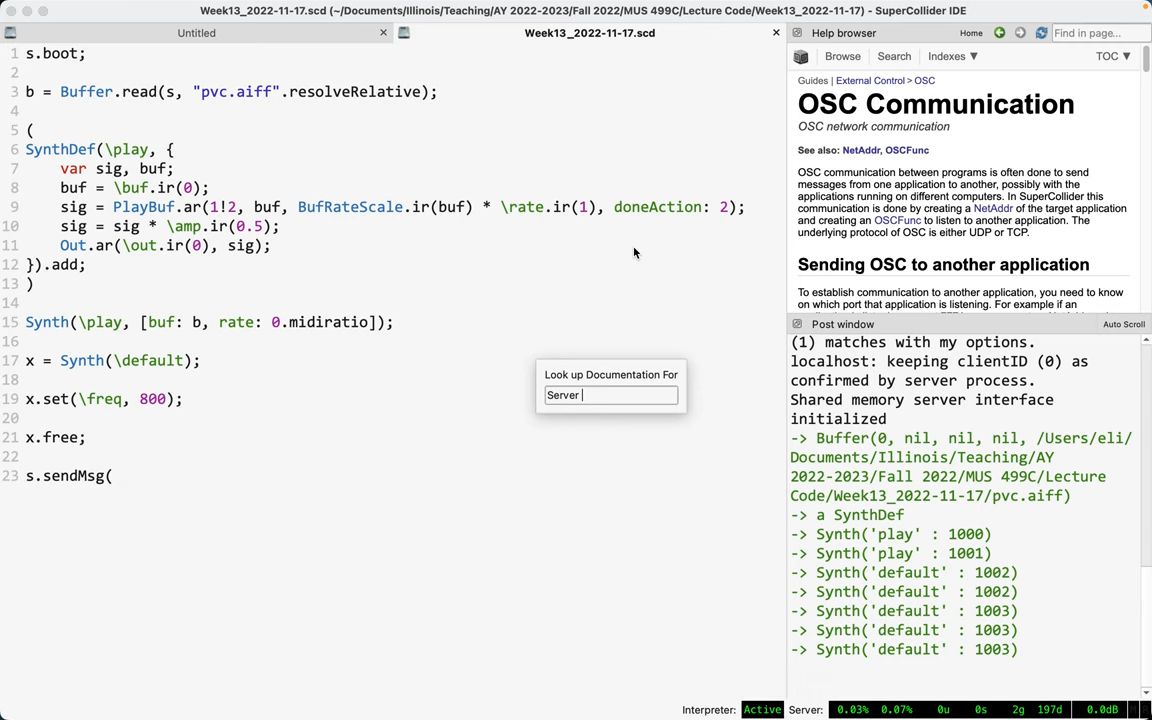 Week13_2022-11-17.scd (~/Documents/Illinois/Teaching/AY 2022-2023/Fall 2022/MUS 499C/Lecture Code/Week13_2022-11-17) - SuperCollider IDE
Untitled
Week13_2022-11-17.scd
1 s.boot;
2
3 b = Buffer.read(s, "pvc.aiff".resolveRelative);
4
5 (
6 SynthDef(\play, {
7 var sig, buf;
8 buf = \buf.ir(0);
9 sig = PlayBuf.ar(1!2, buf, BufRateScale.ir(buf) * \rate.ir(1), doneAction: 2);
10 sig = sig * \amp.ir(0.5);
11 Out.ar(\out.ir(0), sig);
12 }).add;
13 )
14
15 Synth(\play, [buf: b, rate: 0.midiratio]);
16
17 x = Synth(\default);
18
19 x.set(\freq, 800);
20
21 x.free;
22
23 s.sendMsg(
Look up Documentation For
Server
Help browser
Home
Find in page...
Browse
Search
Indexes ▼
TOC ▼
Guides | External Control > OSC
OSC Communication
OSC network communication
See also: NetAddr, OSCFunc
OSC communication between programs is often done to send
messages from one application to another, possibly with the
applications running on different computers. In SuperCollider this
communication is done by creating a NetAddr of the target application
and creating an OSCFunc to listen to another application. The
underlying protocol of OSC is either UDP or TCP.
Sending OSC to another application
To establish communication to another application, you need to know
on which port that application is listening. For example if an
Post window
Auto Scroll
(1) matches with my options.
localhost: keeping clientID (0) as
confirmed by server process.
Shared memory server interface
initialized
-> Buffer(0, nil, nil, nil, /Users/eli/
Documents/Illinois/Teaching/AY
2022-2023/Fall 2022/MUS 499C/Lecture
Code/Week13_2022-11-17/pvc.aiff)
-> a SynthDef
-> Synth('play' : 1000)
-> Synth('play' : 1001)
-> Synth('default' : 1002)
-> Synth('default' : 1002)
-> Synth('default' : 1003)
-> Synth('default' : 1003)
-> Synth('default' : 1003)
Interpreter: Active Server: 0.03% 0.07% 0u 0s 2g 197d 0.0dB